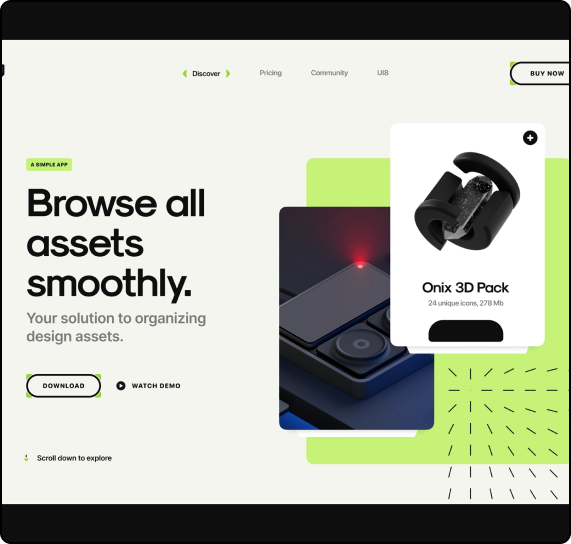 Discover
Pricing
Community
UI8
BUY NOW
A SIMPLE APP
Browse all
assets
smoothly.
Your solution to organizing
design assets.
DOWNLOAD
WATCH DEMO
Scroll down to explore
Onix 3D Pack
24 unique icons, 278 Mb